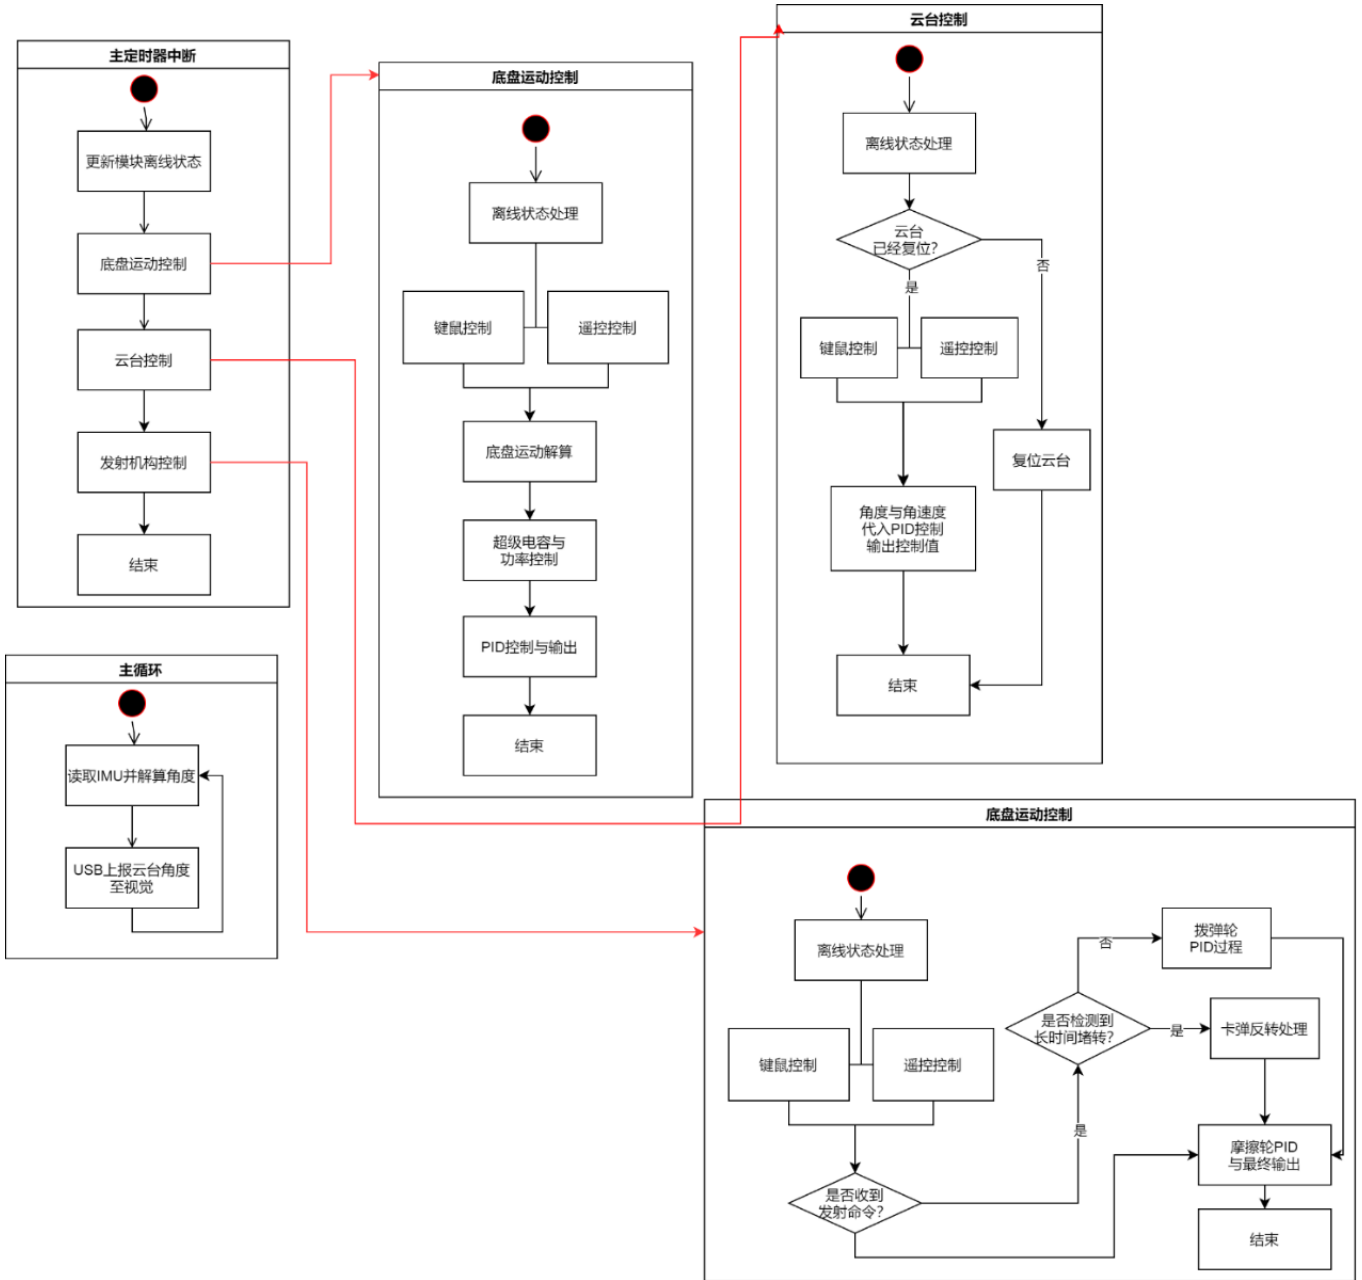 主定时器中断
更新模块离线状态
底盘运动控制
云台控制
发射机构控制
结束
主循环
读取IMU并解算角度
USB上报云台角度
至视觉
底盘运动控制
离线状态处理
键鼠控制
遥控控制
底盘运动解算
超级电容与
功率控制
PID控制与输出
结束
云台控制
离线状态处理
云台
已经复位?
否
是
键鼠控制
遥控控制
复位云台
角度与角速度
代入PID控制
输出控制值
结束
底盘运动控制
离线状态处理
键鼠控制
遥控控制
是否收到
发射命令?
是
是否检测到
长时间堵转?
否
拨弹轮
PID过程
是
卡弹反转处理
摩擦轮PID
与最终输出
结束